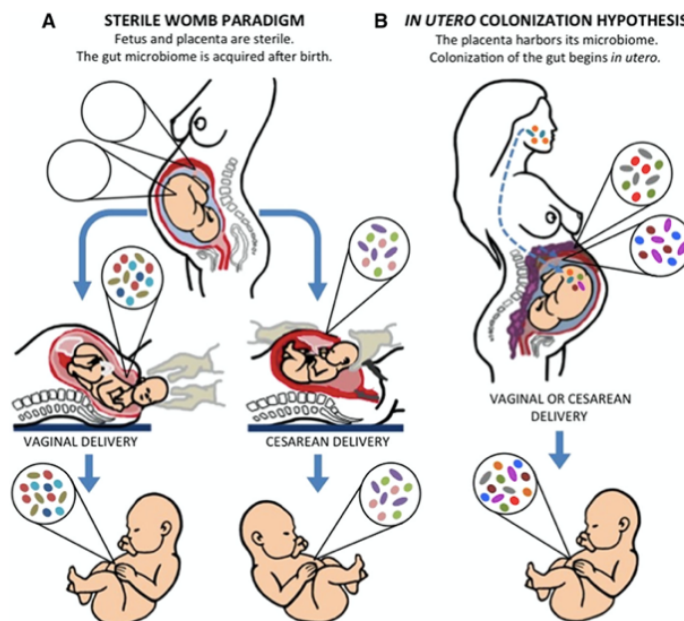 A STERILE WOMB PARADIGM
Fetus and placenta are sterile.
The gut microbiome is acquired after birth.
B IN UTERO COLONIZATION HYPOTHESIS
The placenta harbors its microbiome.
Colonization of the gut begins in utero.
VAGINAL DELIVERY
CESAREAN DELIVERY
VAGINAL OR CESAREAN
DELIVERY